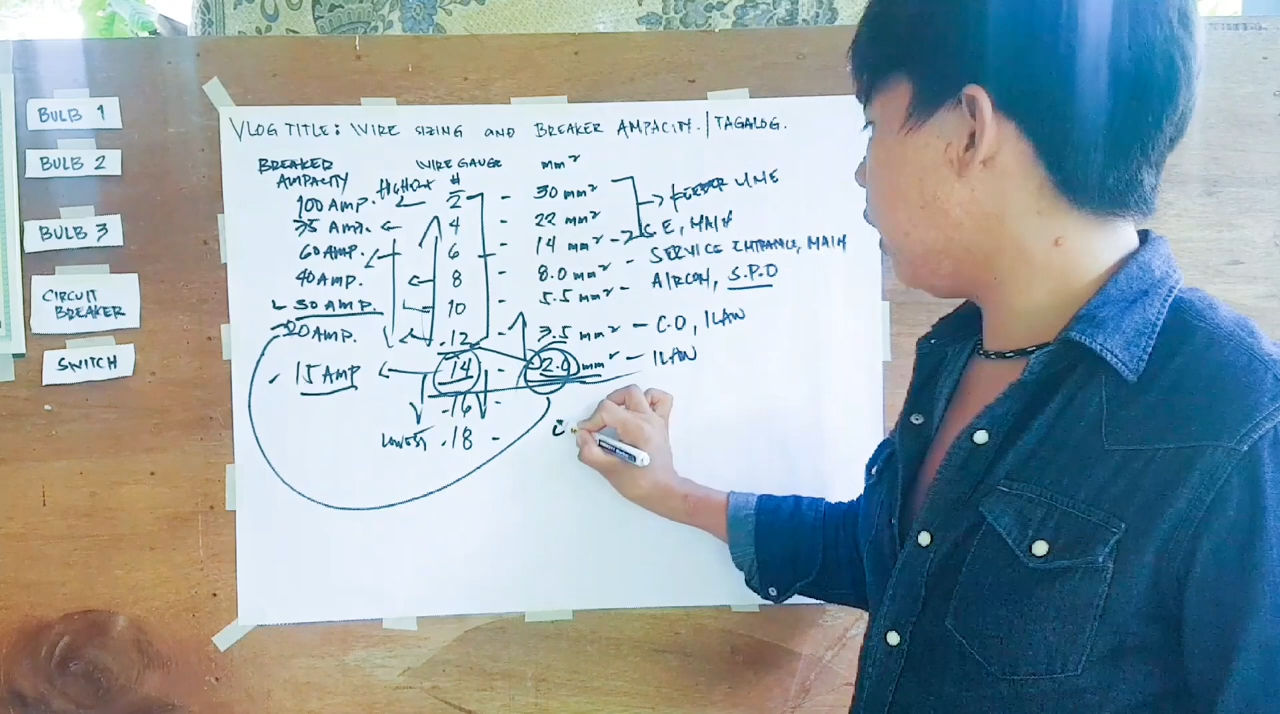 BULB 1
BULB 2
BULB 3
CIRCUIT
BREAKER
SWITCH
VLOG TITLE: WIRE SIZING AND BREAKER AMPACITY. / TAGALOG.
BREAKER AMPACITY
WIRE GAUGE #
mm²
100 AMP. HIGHEST 2 - 30 mm²
AMP. 4 - 22 mm²
60 AMP. 6 - 14 mm² - S.E, MAIN
40 AMP. 8 - 8.0 mm² - SERVICE ENTRANCE, MAIN
30 AMP. 10 - 5.5 mm² - AIRCON, S.P.O
20 AMP. 12 - 3.5 mm² - C.O, ILAW
15 AMP 14 - 2.0 mm² - ILAW
16 -
LOWEST 18 -
LINE